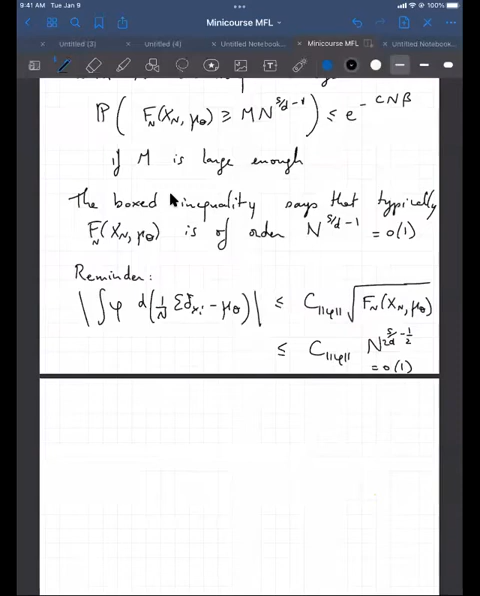 9:41 AM Tue Jan 9
100%
Minicourse MFL
Untitled (3)
Untitled (4)
Untitled Notebook...
Minicourse MFL
Untitled Notebook...
P( F_N(X_N, μ_θ) ≥ M N^{s/d-1} ) ≤ e^{-CNβ}
if M is large enough
The boxed inequality says that typically
F_N(X_N, μ_θ) is of order N^{s/d-1} = o(1)
Reminder:
|∫φ d(1/N Σδ_{x_i} - μ_θ)| ≤ C_{||φ||} √F_N(X_N, μ_θ)
≤ C_{||φ||} N^{s/2d - 1/2}
= o(1)